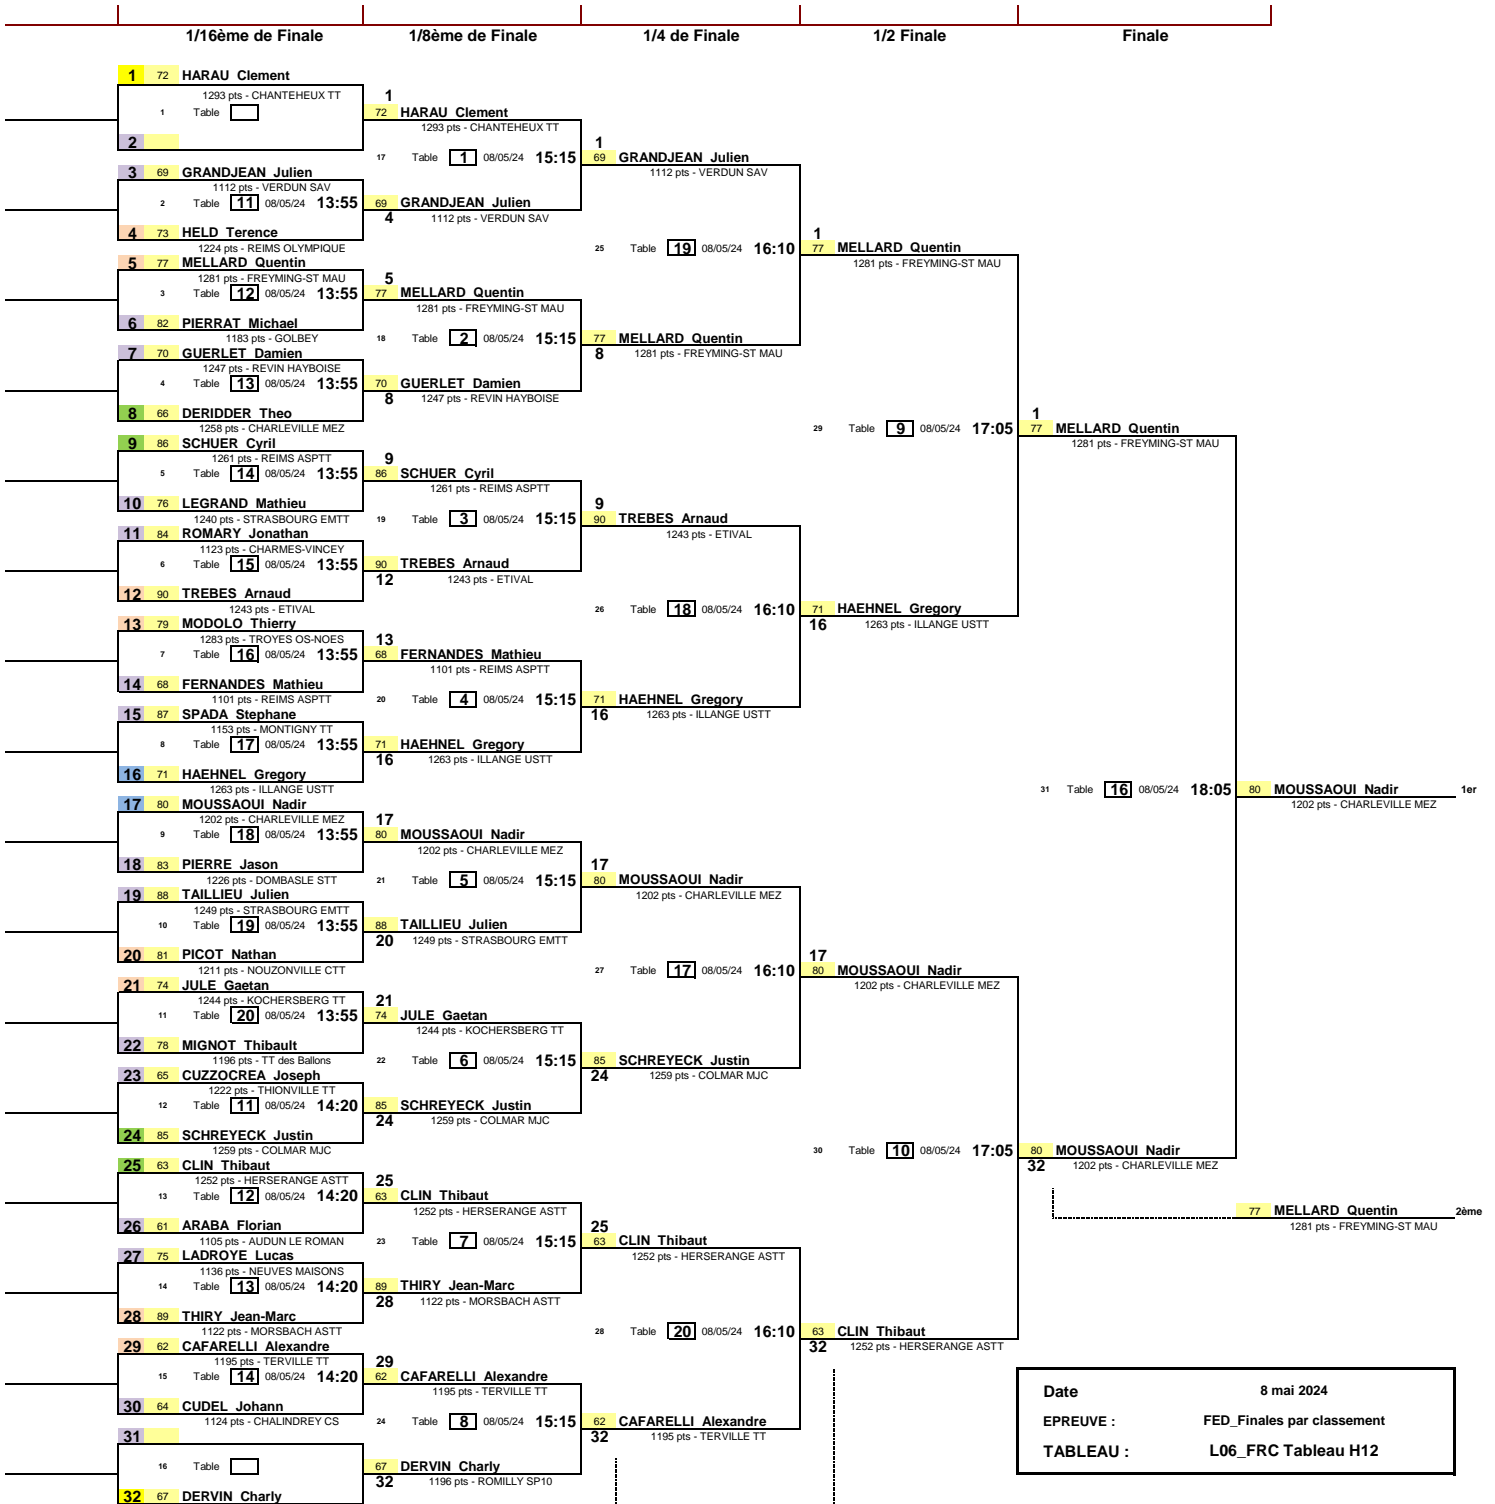 1/16ème de Finale 1/8ème de Finale 1/4 de Finale 1/2 Finale Finale
1 72 HARAU Clement
1293 pts - CHANTEHEUX TT
1 Table
2
3 69 GRANDJEAN Julien
1112 pts - VERDUN SAV
2 Table 11 08/05/24 13:55
4 73 HELD Terence
1224 pts - REIMS OLYMPIQUE
5 77 MELLARD Quentin
1281 pts - FREYMING-ST MAU
3 Table 12 08/05/24 13:55
6 82 PIERRAT Michael
1183 pts - GOLBEY
7 70 GUERLET Damien
1247 pts - REVIN HAYBOISE
4 Table 13 08/05/24 13:55
8 66 DERIDDER Theo
1258 pts - CHARLEVILLE MEZ
9 86 SCHUER Cyril
1261 pts - REIMS ASPTT
5 Table 14 08/05/24 13:55
10 76 LEGRAND Mathieu
1240 pts - STRASBOURG EMTT
11 84 ROMARY Jonathan
1123 pts - CHARMES-VINCEY
6 Table 15 08/05/24 13:55
12 90 TREBES Arnaud
1243 pts - ETIVAL
13 79 MODOLO Thierry
1283 pts - TROYES OS-NOES
7 Table 16 08/05/24 13:55
14 68 FERNANDES Mathieu
1101 pts - REIMS ASPTT
15 87 SPADA Stephane
1153 pts - MONTIGNY TT
8 Table 17 08/05/24 13:55
16 71 HAEHNEL Gregory
1263 pts - ILLANGE USTT
17 80 MOUSSAOUI Nadir
1202 pts - CHARLEVILLE MEZ
9 Table 18 08/05/24 13:55
18 83 PIERRE Jason
1226 pts - DOMBASLE STT
19 88 TAILLIEU Julien
1249 pts - STRASBOURG EMTT
10 Table 19 08/05/24 13:55
20 81 PICOT Nathan
1211 pts - NOUZONVILLE CTT
21 74 JULE Gaetan
1244 pts - KOCHERSBERG TT
11 Table 20 08/05/24 13:55
22 78 MIGNOT Thibault
1196 pts - TT des Ballons
23 65 CUZZOCREA Joseph
1222 pts - THIONVILLE TT
12 Table 11 08/05/24 14:20
24 85 SCHREYECK Justin
1259 pts - COLMAR MJC
25 63 CLIN Thibaut
1252 pts - HERSERANGE ASTT
13 Table 12 08/05/24 14:20
26 61 ARABA Florian
1105 pts - AUDUN LE ROMAN
27 75 LADROYE Lucas
1136 pts - NEUVES MAISONS
14 Table 13 08/05/24 14:20
28 89 THIRY Jean-Marc
1122 pts - MORSBACH ASTT
29 62 CAFARELLI Alexandre
1195 pts - TERVILLE TT
15 Table 14 08/05/24 14:20
30 64 CUDEL Johann
1124 pts - CHALINDREY CS
31
16 Table
32 67 DERVIN Charly
1
72 HARAU Clement
1293 pts - CHANTEHEUX TT
17 Table 1 08/05/24 15:15
69 GRANDJEAN Julien
4 1112 pts - VERDUN SAV
5
77 MELLARD Quentin
1281 pts - FREYMING-ST MAU
18 Table 2 08/05/24 15:15
70 GUERLET Damien
8 1247 pts - REVIN HAYBOISE
9
86 SCHUER Cyril
1261 pts - REIMS ASPTT
19 Table 3 08/05/24 15:15
90 TREBES Arnaud
12 1243 pts - ETIVAL
13
68 FERNANDES Mathieu
1101 pts - REIMS ASPTT
20 Table 4 08/05/24 15:15
71 HAEHNEL Gregory
16 1263 pts - ILLANGE USTT
17
80 MOUSSAOUI Nadir
1202 pts - CHARLEVILLE MEZ
21 Table 5 08/05/24 15:15
88 TAILLIEU Julien
20 1249 pts - STRASBOURG EMTT
21
74 JULE Gaetan
1244 pts - KOCHERSBERG TT
22 Table 6 08/05/24 15:15
85 SCHREYECK Justin
24 1259 pts - COLMAR MJC
25
63 CLIN Thibaut
1252 pts - HERSERANGE ASTT
23 Table 7 08/05/24 15:15
89 THIRY Jean-Marc
28 1122 pts - MORSBACH ASTT
29
62 CAFARELLI Alexandre
1195 pts - TERVILLE TT
24 Table 8 08/05/24 15:15
67 DERVIN Charly
32 1196 pts - ROMILLY SP10
1
69 GRANDJEAN Julien
1112 pts - VERDUN SAV
25 Table 19 08/05/24 16:10
77 MELLARD Quentin
8 1281 pts - FREYMING-ST MAU
9
90 TREBES Arnaud
1243 pts - ETIVAL
26 Table 18 08/05/24 16:10
71 HAEHNEL Gregory
16 1263 pts - ILLANGE USTT
17
80 MOUSSAOUI Nadir
1202 pts - CHARLEVILLE MEZ
27 Table 17 08/05/24 16:10
85 SCHREYECK Justin
24 1259 pts - COLMAR MJC
25
63 CLIN Thibaut
1252 pts - HERSERANGE ASTT
28 Table 20 08/05/24 16:10
62 CAFARELLI Alexandre
32 1195 pts - TERVILLE TT
1
77 MELLARD Quentin
1281 pts - FREYMING-ST MAU
29 Table 9 08/05/24 17:05
71 HAEHNEL Gregory
16 1263 pts - ILLANGE USTT
17
80 MOUSSAOUI Nadir
1202 pts - CHARLEVILLE MEZ
30 Table 10 08/05/24 17:05
63 CLIN Thibaut
32 1252 pts - HERSERANGE ASTT
1
77 MELLARD Quentin
1281 pts - FREYMING-ST MAU
31 Table 16 08/05/24 18:05
80 MOUSSAOUI Nadir
32 1202 pts - CHARLEVILLE MEZ
80 MOUSSAOUI Nadir 1er
1202 pts - CHARLEVILLE MEZ
77 MELLARD Quentin 2ème
1281 pts - FREYMING-ST MAU
Date 8 mai 2024
EPREUVE : FED_Finales par classement
TABLEAU : L06_FRC Tableau H12